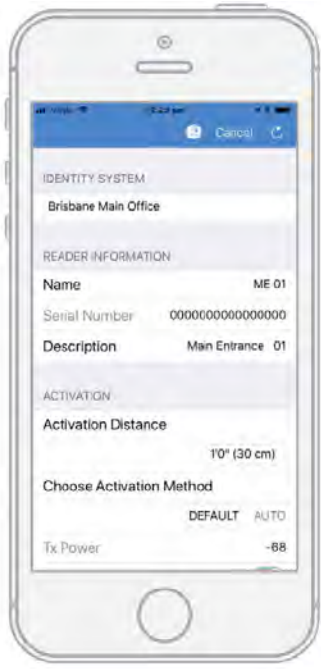 Cancel
IDENTITY SYSTEM
Brisbane Main Office
READER INFORMATION
Name ME 01
Serial Number 0000000000000000
Description Main Entrance 01
ACTIVATION
Activation Distance
1'0" (30 cm)
Choose Activation Method
DEFAULT AUTO
Tx Power -68